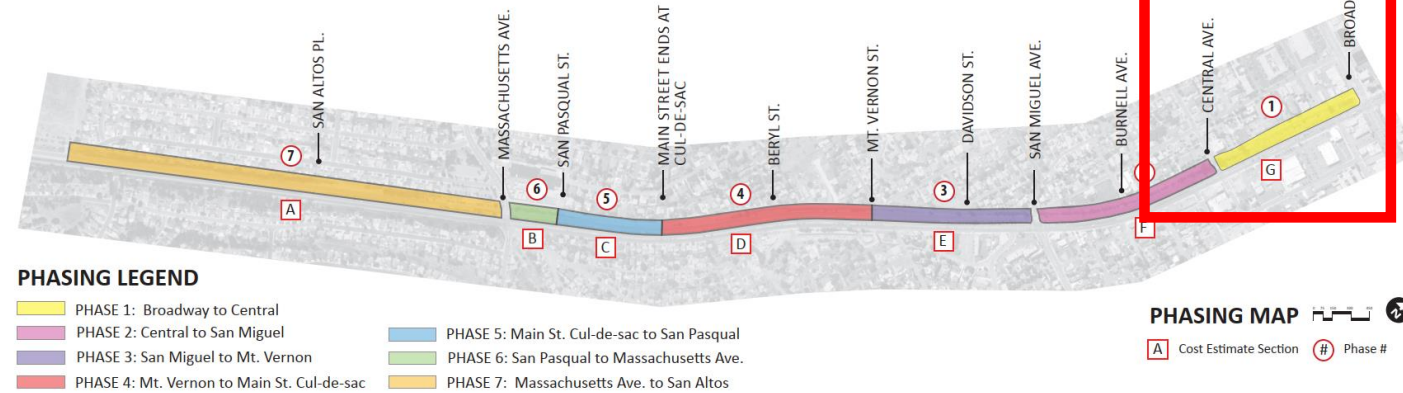 SAN ALTOS PL.
MASSACHUSETTS AVE.
SAN PASQUAL ST.
MAIN STREET ENDS AT
CUL-DE-SAC
BERYL ST.
MT. VERNON ST.
DAVIDSON ST.
SAN MIGUEL AVE.
BURNELL AVE.
CENTRAL AVE.
BROAD
7
6
5
4
3
1
A
B
C
D
E
F
G
PHASING LEGEND
PHASE 1: Broadway to Central
PHASE 2: Central to San Miguel
PHASE 3: San Miguel to Mt. Vernon
PHASE 4: Mt. Vernon to Main St. Cul-de-sac
PHASE 5: Main St. Cul-de-sac to San Pasqual
PHASE 6: San Pasqual to Massachusetts Ave.
PHASE 7: Massachusetts Ave. to San Altos
PHASING MAP
A Cost Estimate Section # Phase #